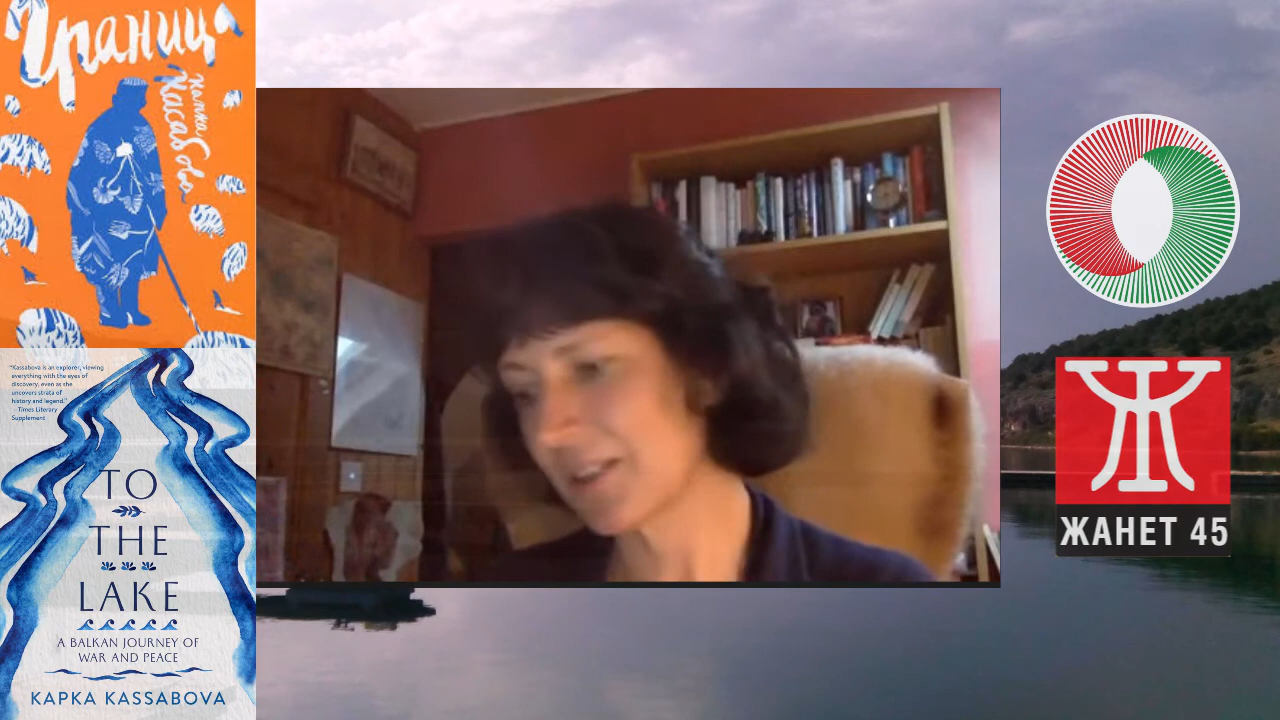 Граници
Капка
Касабова
"Kassabova is an explorer, viewing
everything with the eyes of
discovery, even as she
uncovers strata of
history and legend."
– Times Literary
Supplement
TO
THE
LAKE
A BALKAN JOURNEY OF
WAR AND PEACE
KAPKA KASSABOVA
Ж
ЖАНЕТ 45